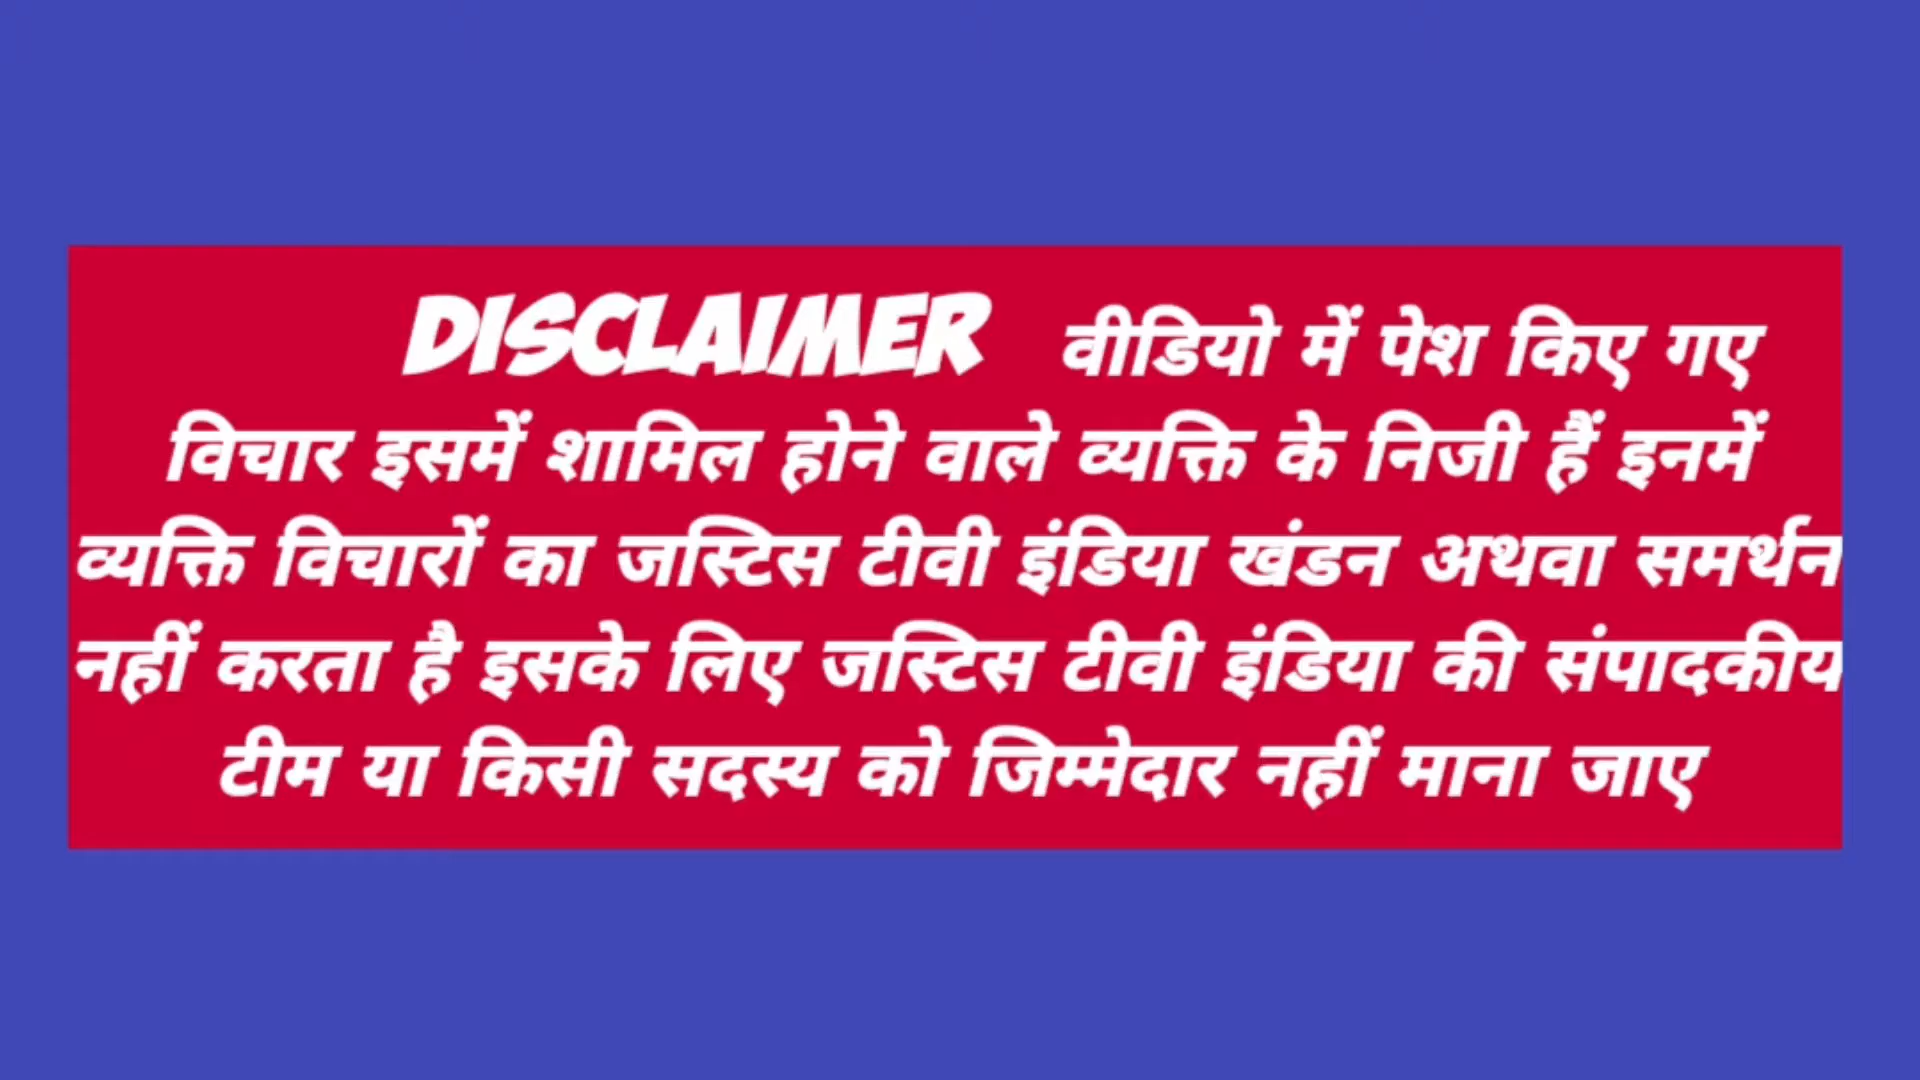 DISCLAIMER वीडियो में पेश किए गए
विचार इसमें शामिल होने वाले व्यक्ति के निजी हैं इनमें
व्यक्ति विचारों का जस्टिस टीवी इंडिया खंडन अथवा समर्थन
नहीं करता है इसके लिए जस्टिस टीवी इंडिया की संपादकीय
टीम या किसी सदस्य को जिम्मेदार नहीं माना जाए